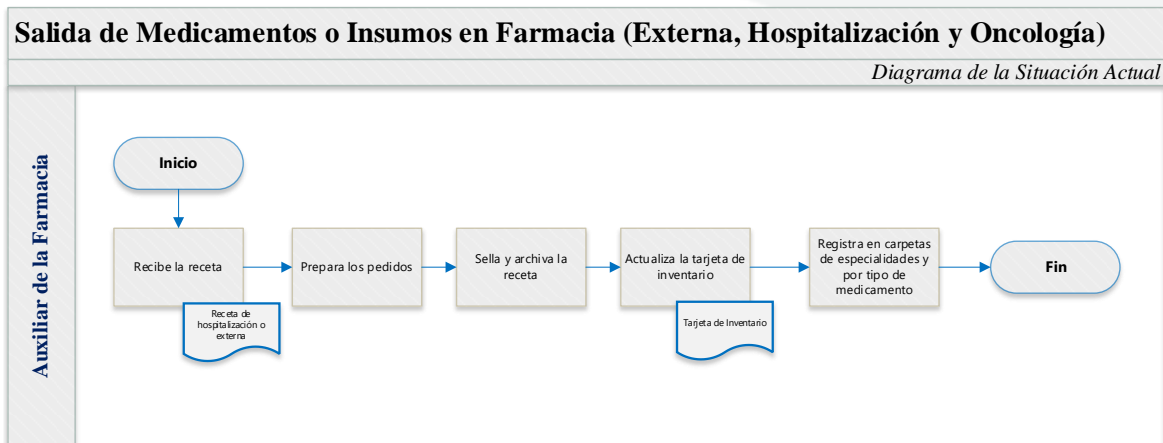 Salida de Medicamentos o Insumos en Farmacia (Externa, Hospitalización y Oncología)
Diagrama de la Situación Actual
Auxiliar de la Farmacia
Inicio
Recibe la receta
Receta de
hospitalización o
externa
Prepara los pedidos
Sella y archiva la
receta
Actualiza la tarjeta de
inventario
Tarjeta de Inventario
Registra en carpetas
de especialidades y
por tipo de
medicamento
Fin